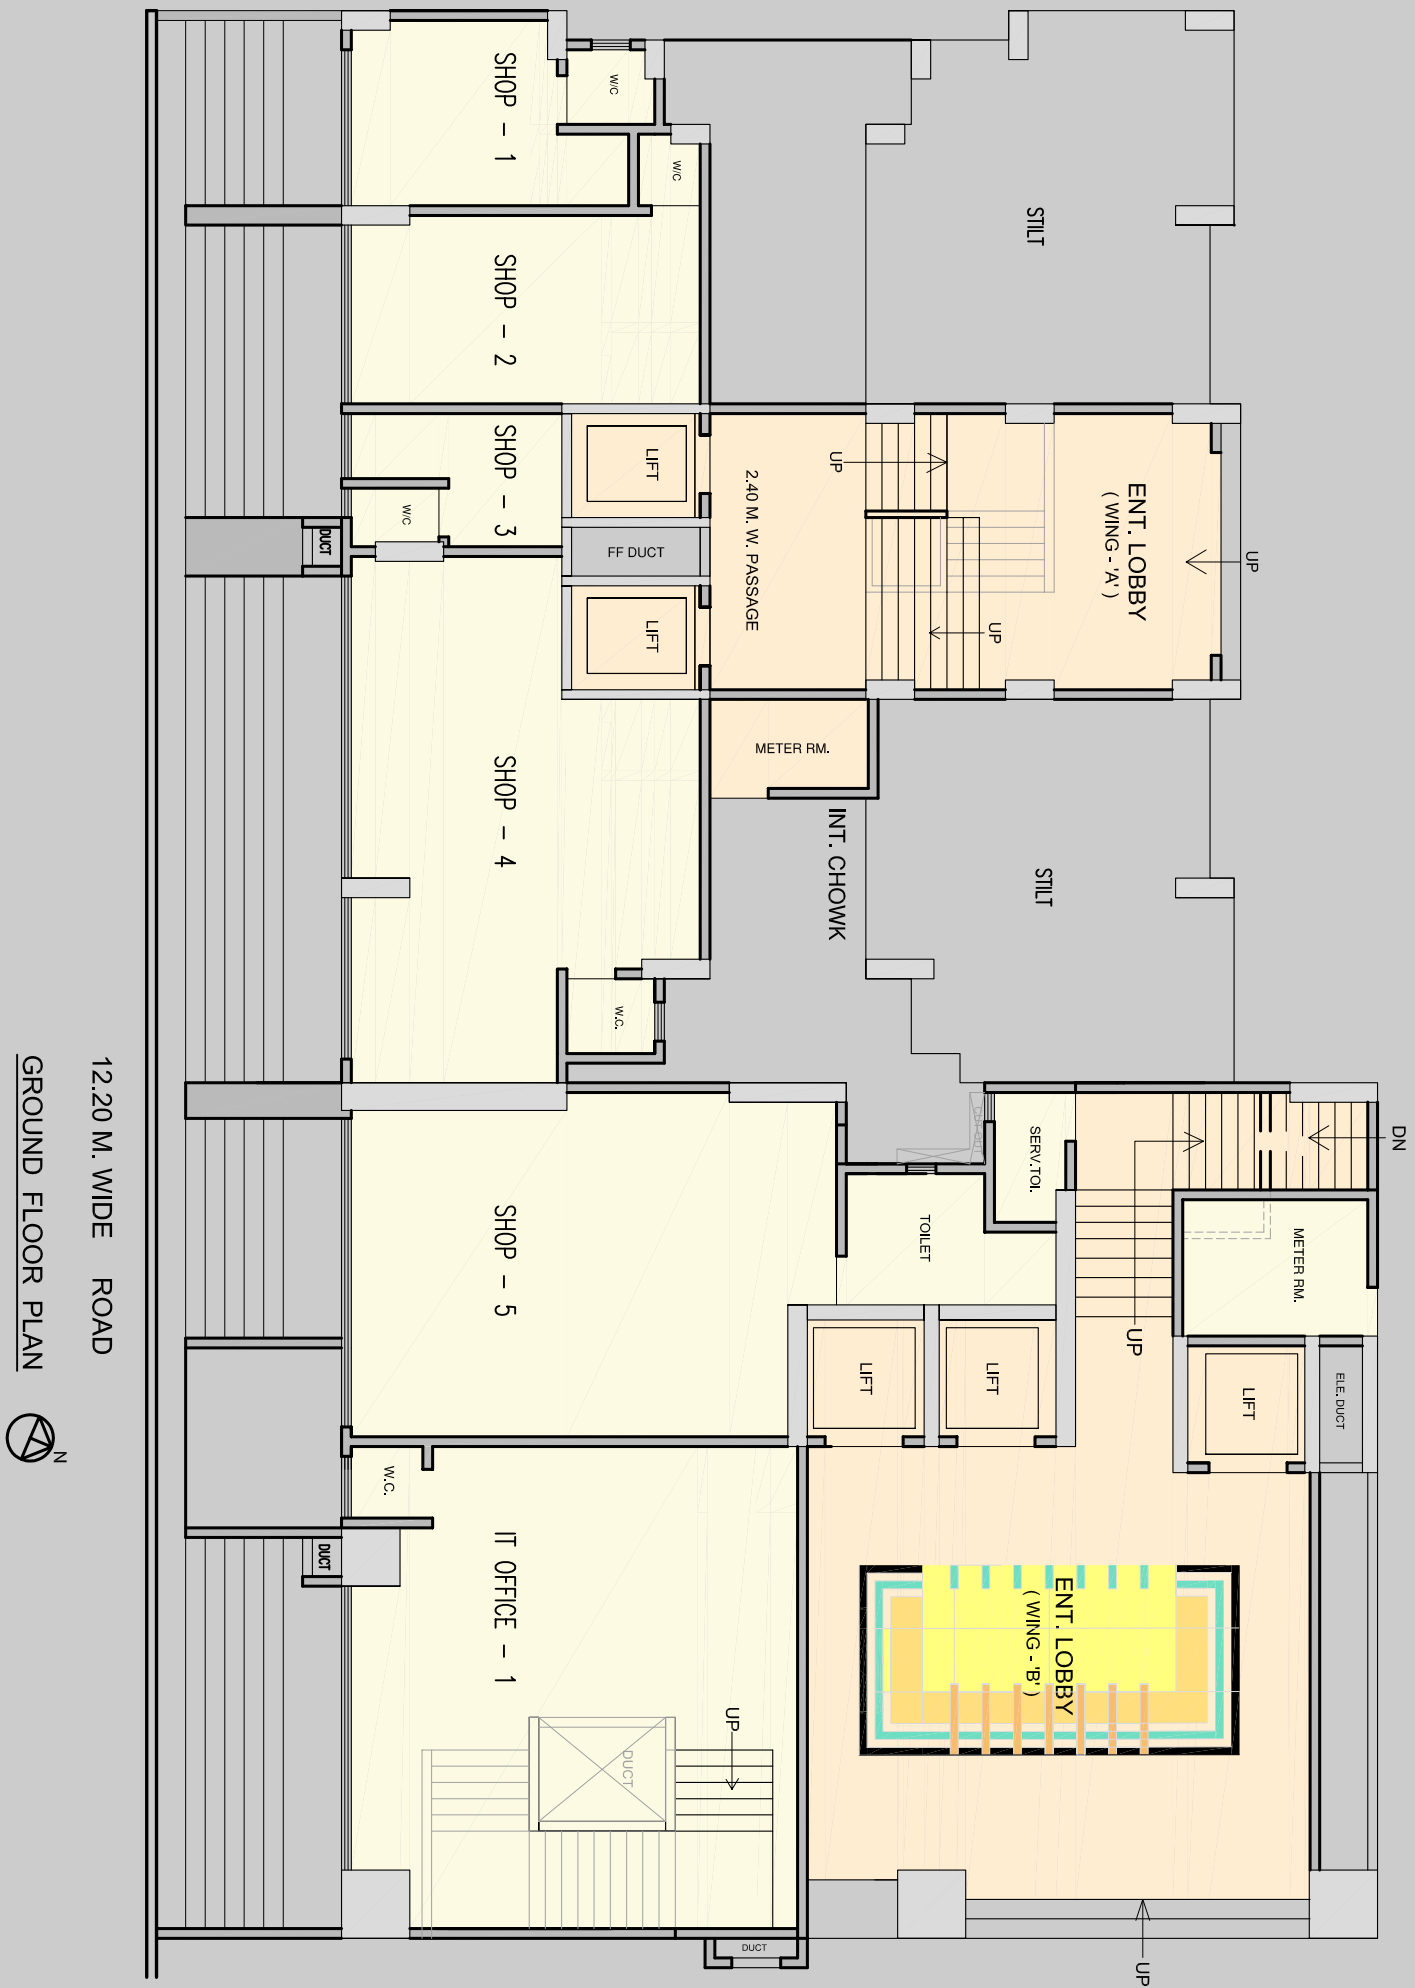 SHOP - 1
W/C
W/C
STILT
SHOP - 2
SHOP - 3
W/C
DUCT
LIFT
FF DUCT
LIFT
2.40 M. W. PASSAGE
UP
UP
ENT. LOBBY
( WING - 'A' )
UP
METER RM.
SHOP - 4
INT. CHOWK
STILT
W.C.
SHOP - 5
TOILET
SERV.TOI.
DN
UP
METER RM.
LIFT
LIFT
LIFT
ELE. DUCT
W.C.
DUCT
IT OFFICE - 1
UP
DUCT
DUCT
ENT. LOBBY
( WING - 'B' )
UP
12.20 M. WIDE ROAD
GROUND FLOOR PLAN
N